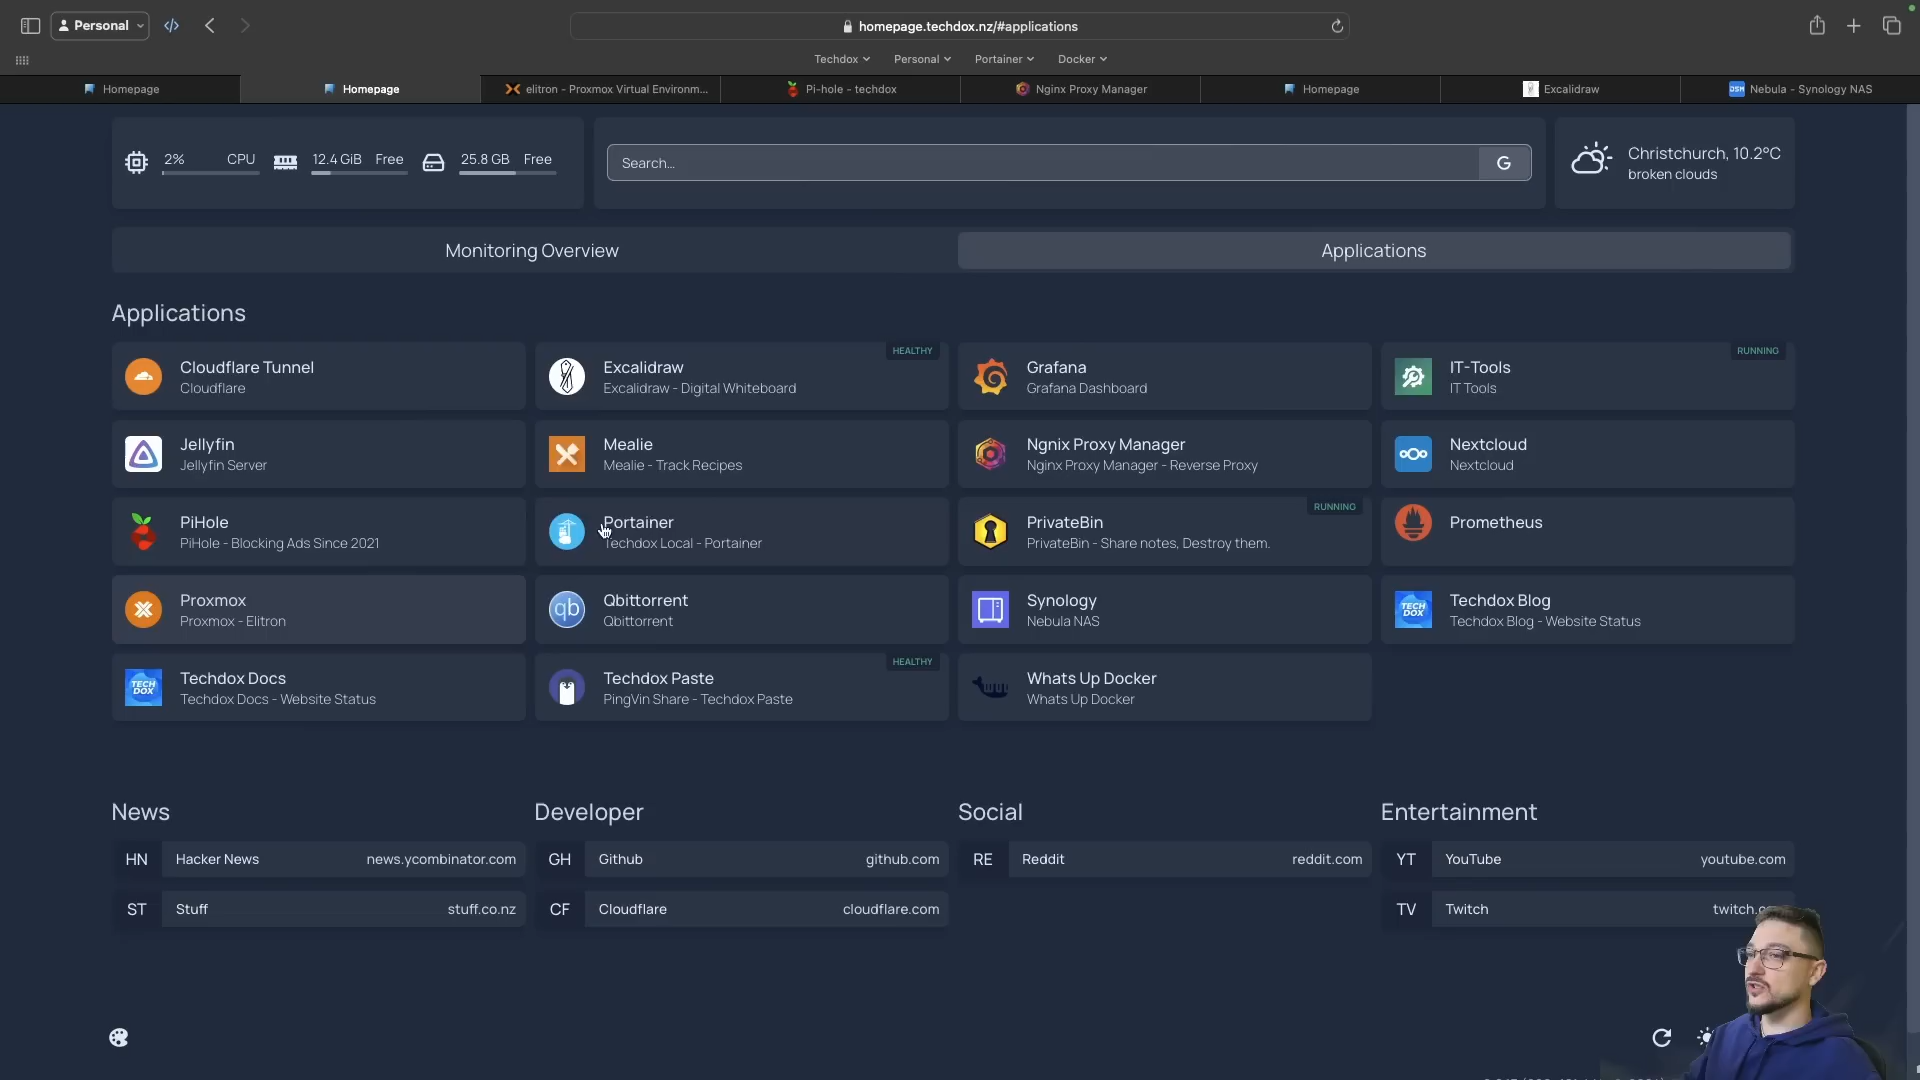 Personal
homepage.techdox.nz/#applications
Techdox
Personal
Portainer
Docker
Homepage
Homepage
elitron - Proxmox Virtual Environm...
Pi-hole - techdox
Nginx Proxy Manager
Homepage
Excalidraw
DSM
Nebula - Synology NAS
2% CPU
12.4 GiB Free
25.8 GB Free
Search...
G
Christchurch, 10.2°C
broken clouds
Monitoring Overview
Applications
Applications
Cloudflare Tunnel
Cloudflare
HEALTHY
Excalidraw
Excalidraw - Digital Whiteboard
Grafana
Grafana Dashboard
RUNNING
IT-Tools
IT Tools
Jellyfin
Jellyfin Server
Mealie
Mealie - Track Recipes
Ngnix Proxy Manager
Nginx Proxy Manager - Reverse Proxy
Nextcloud
Nextcloud
PiHole
PiHole - Blocking Ads Since 2021
Portainer
Techdox Local - Portainer
RUNNING
PrivateBin
PrivateBin - Share notes, Destroy them.
Prometheus
Proxmox
Proxmox - Elitron
qb
Qbittorrent
Qbittorrent
Synology
Nebula NAS
TECH
DOX
Techdox Blog
Techdox Blog - Website Status
TECH
DOX
Techdox Docs
Techdox Docs - Website Status
HEALTHY
Techdox Paste
PingVin Share - Techdox Paste
Whats Up Docker
Whats Up Docker
News
HN Hacker News news.ycombinator.com
ST Stuff stuff.co.nz
Developer
GH Github github.com
CF Cloudflare cloudflare.com
Social
RE Reddit reddit.com
Entertainment
YT YouTube youtube.com
TV Twitch